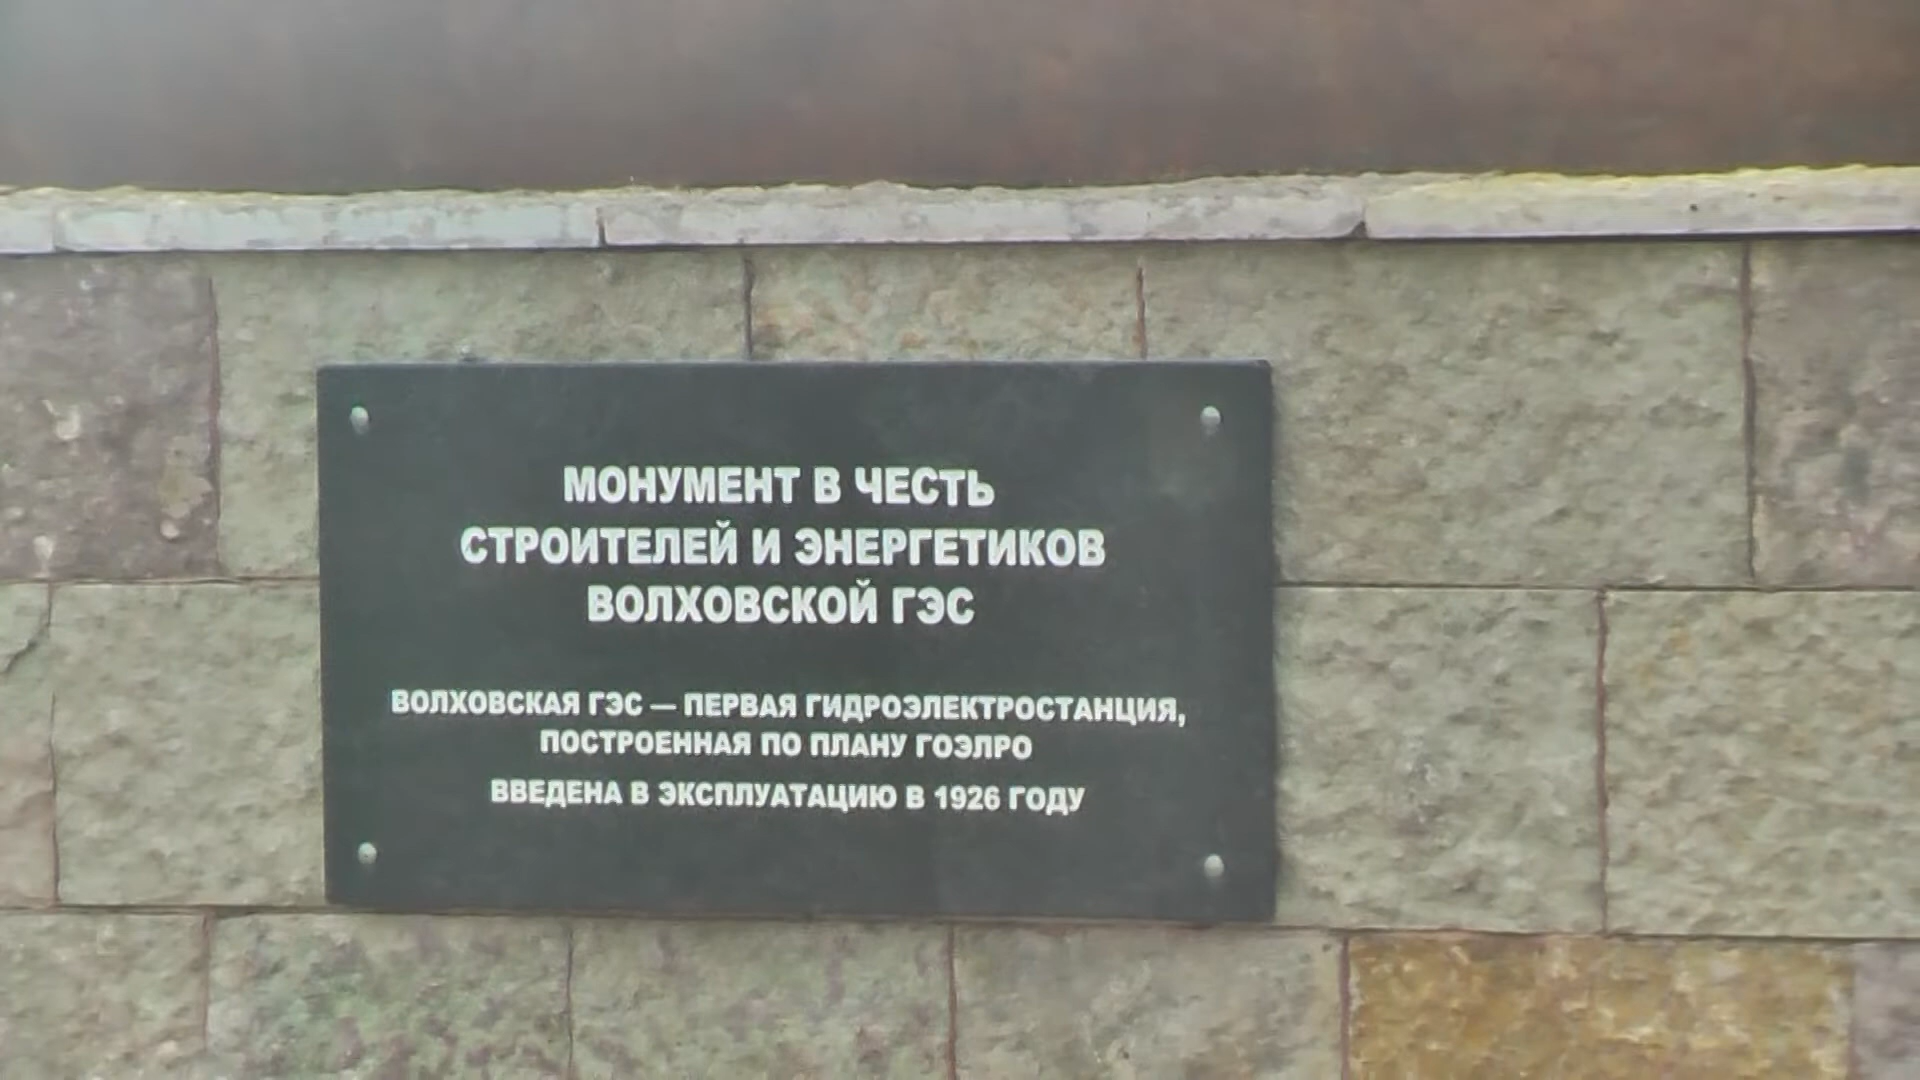 МОНУМЕНТ В ЧЕСТЬ
СТРОИТЕЛЕЙ И ЭНЕРГЕТИКОВ
ВОЛХОВСКОЙ ГЭС
ВОЛХОВСКАЯ ГЭС — ПЕРВАЯ ГИДРОЭЛЕКТРОСТАНЦИЯ,
ПОСТРОЕННАЯ ПО ПЛАНУ ГОЭЛРО
ВВЕДЕНА В ЭКСПЛУАТАЦИЮ В 1926 ГОДУ